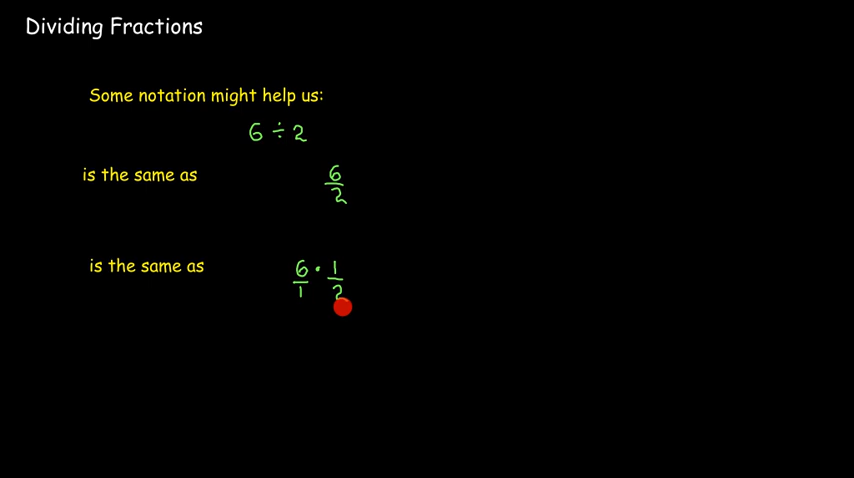 Dividing Fractions
Some notation might help us:
6 ÷ 2
is the same as
6
2
is the same as
6 · 1
1 2